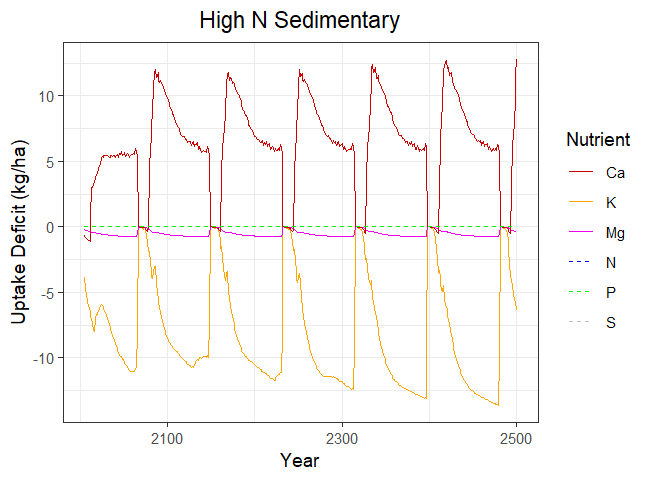 High N Sedimentary
Uptake Deficit (kg/ha)
10
5
0
-5
-10
2100
2300
2500
Year
Nutrient
Ca
K
Mg
N
P
S